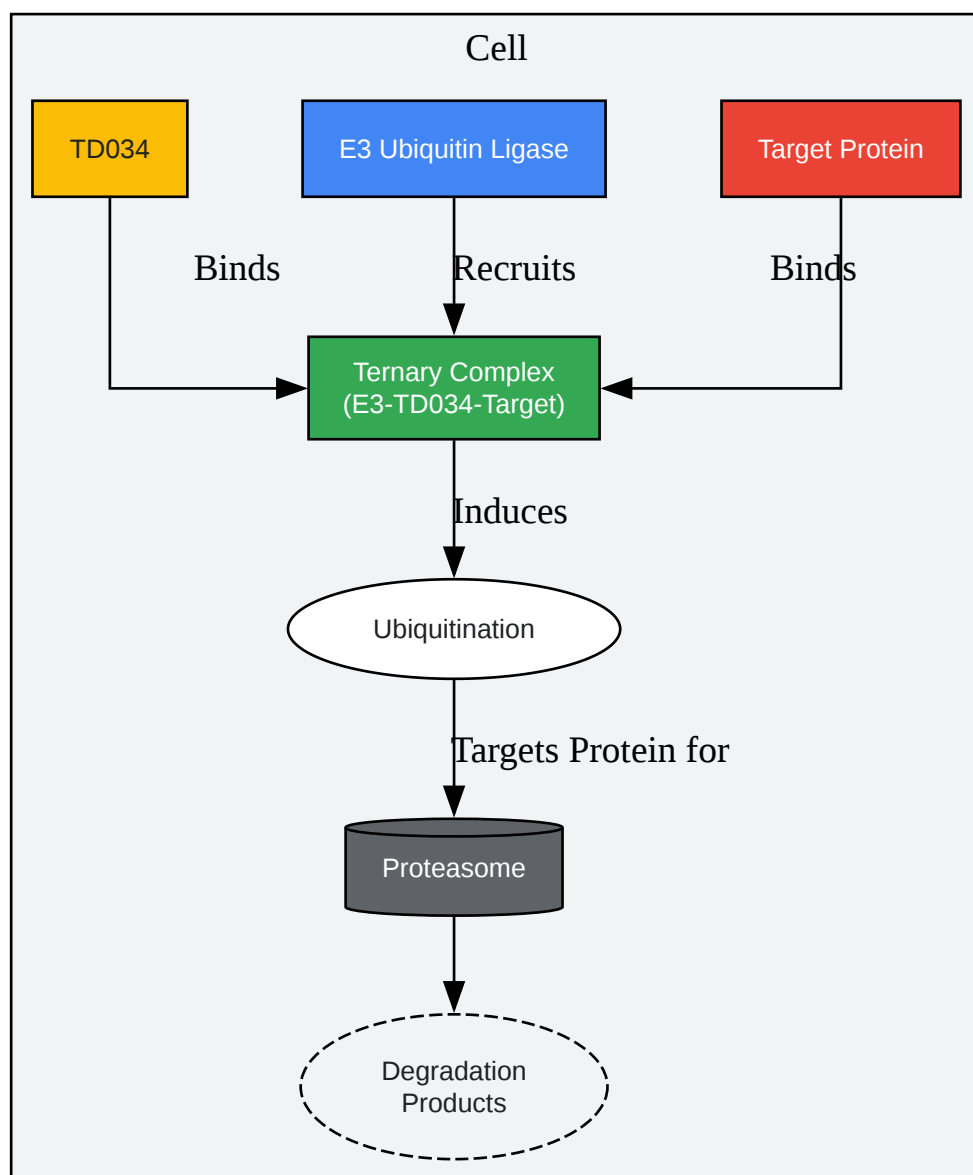 Cell
TD034
E3 Ubiquitin Ligase
Target Protein
Binds
Recruits
Binds
Ternary Complex
(E3-TD034-Target)
Induces
Ubiquitination
Targets Protein for
Proteasome
Degradation
Products